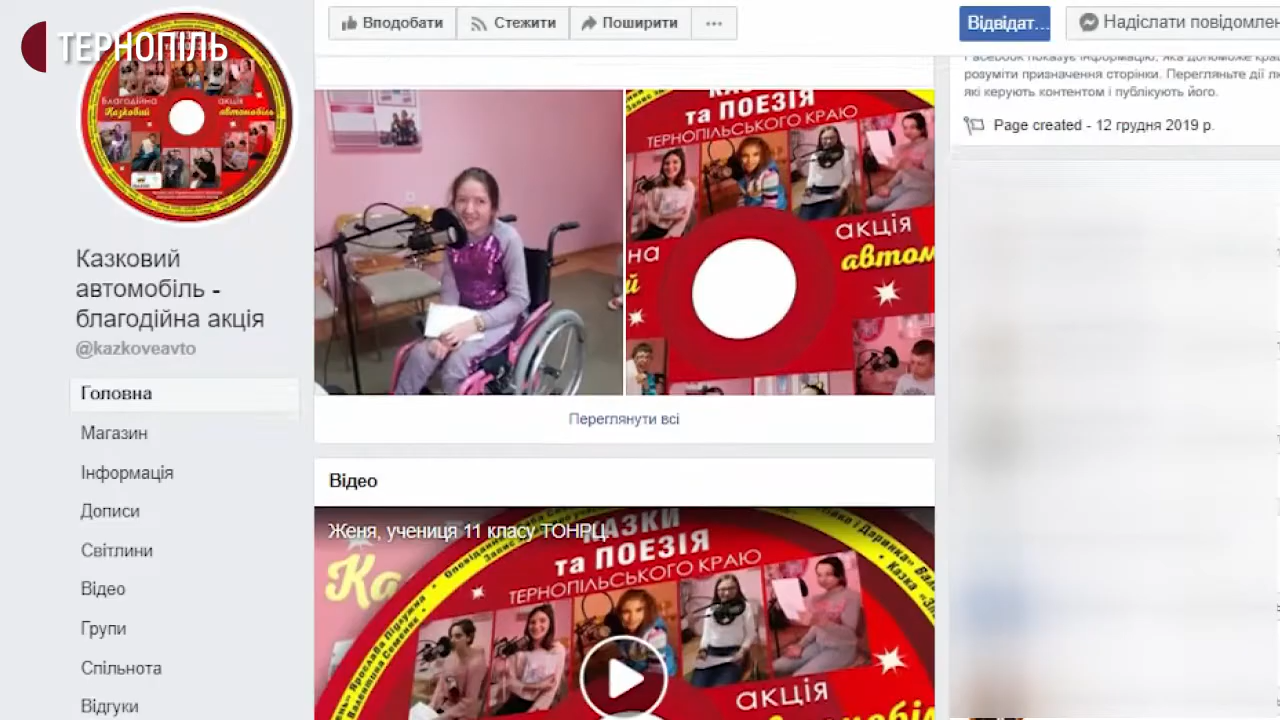 ТЕРНОПІЛЬ
Благодійна
акція
Казковий
автомобіль
Казковий
автомобіль -
благодійна акція
@kazkoveavto
Головна
Магазин
Інформація
Дописи
Світлини
Відео
Групи
Спільнота
Відгуки
Вподобати
Стежити
Поширити
та ПОЕЗІЯ
ТЕРНОПІЛЬСЬКОГО КРАЮ
акція
Переглянути всі
Відео
Женя, учениця 11 класу ТОНРЦ.
КАЗКИ
та ПОЕЗІЯ
ТЕРНОПІЛЬСЬКОГО КРАЮ
акція
Відвідат...
Надіслати повідомлен
розуміти призначення сторінки. Перегляньте дії л
які керують контентом і публікують його.
Page created - 12 грудня 2019 р.